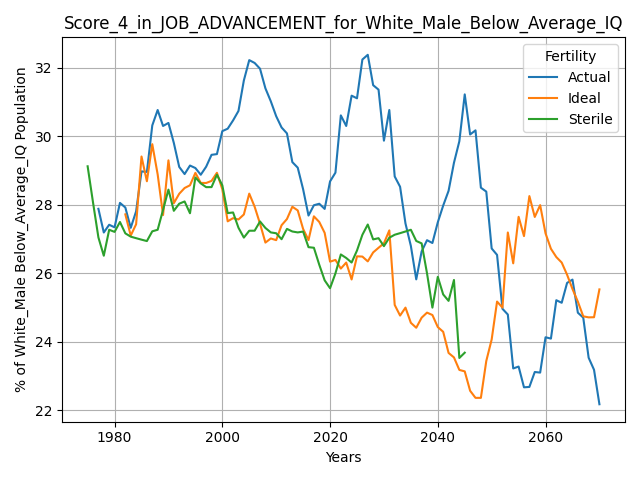 Score_4_in_JOB_ADVANCEMENT_for_White_Male_Below_Average_IQ
% of White_Male Below_Average_IQ Population
32
30
28
26
24
22
Fertility
Actual
Ideal
Sterile
1980
2000
2020
2040
2060
Years